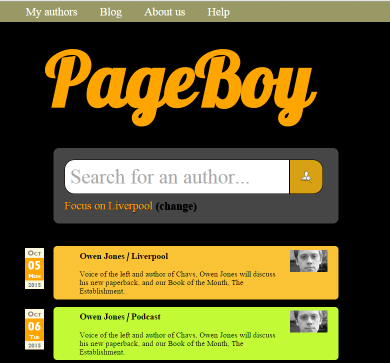 My authors Blog About us Help
PageBoy
Search for an author...
Focus on Liverpool (change)
Oct
05
Mon
2015
Owen Jones / Liverpool
Voice of the left and author of Chavs, Owen Jones will discuss
his new paperback, and our Book of the Month, The
Establishment.
Oct
06
Tue
2015
Owen Jones / Podcast
Voice of the left and author of Chavs, Owen Jones will discuss
his new paperback, and our Book of the Month, The
Establishment.